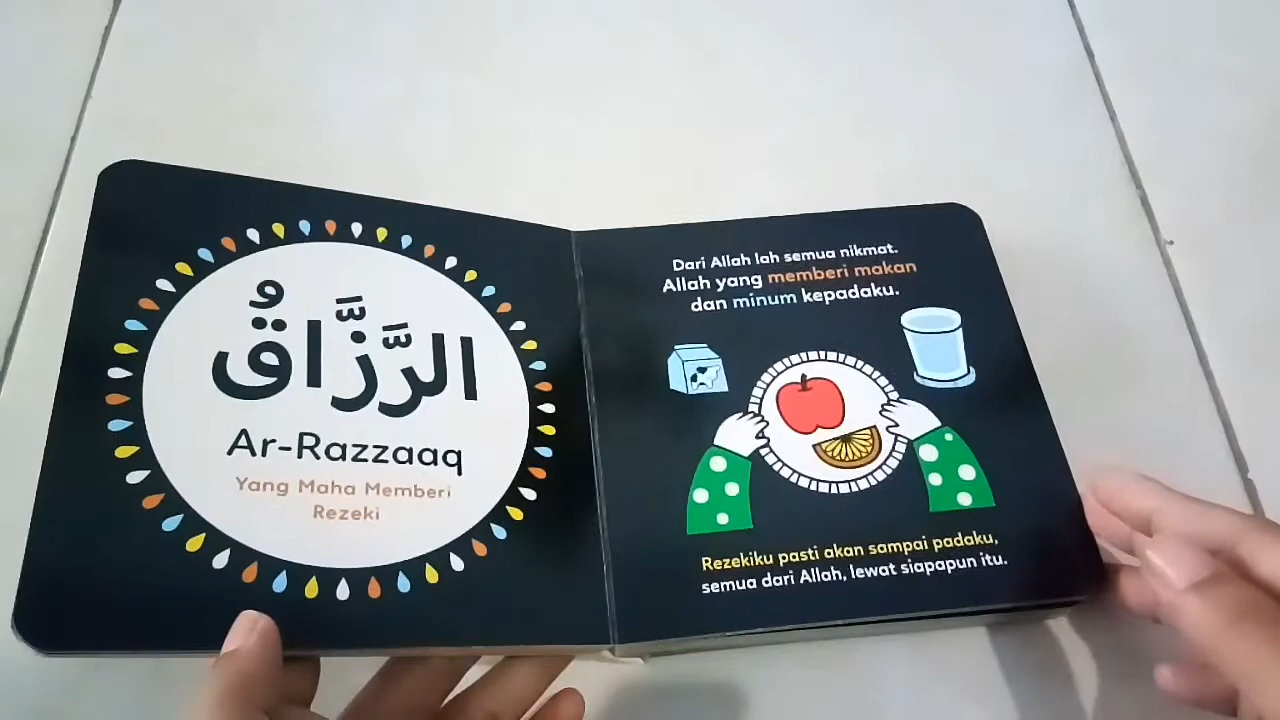 الرَّزَّاقُ
Ar-Razzaaq
Yang Maha Memberi
Rezeki
Dari Allah lah semua nikmat.
Allah yang memberi makan
dan minum kepadaku.
Rezekiku pasti akan sampai padaku,
semua dari Allah, lewat siapapun itu.